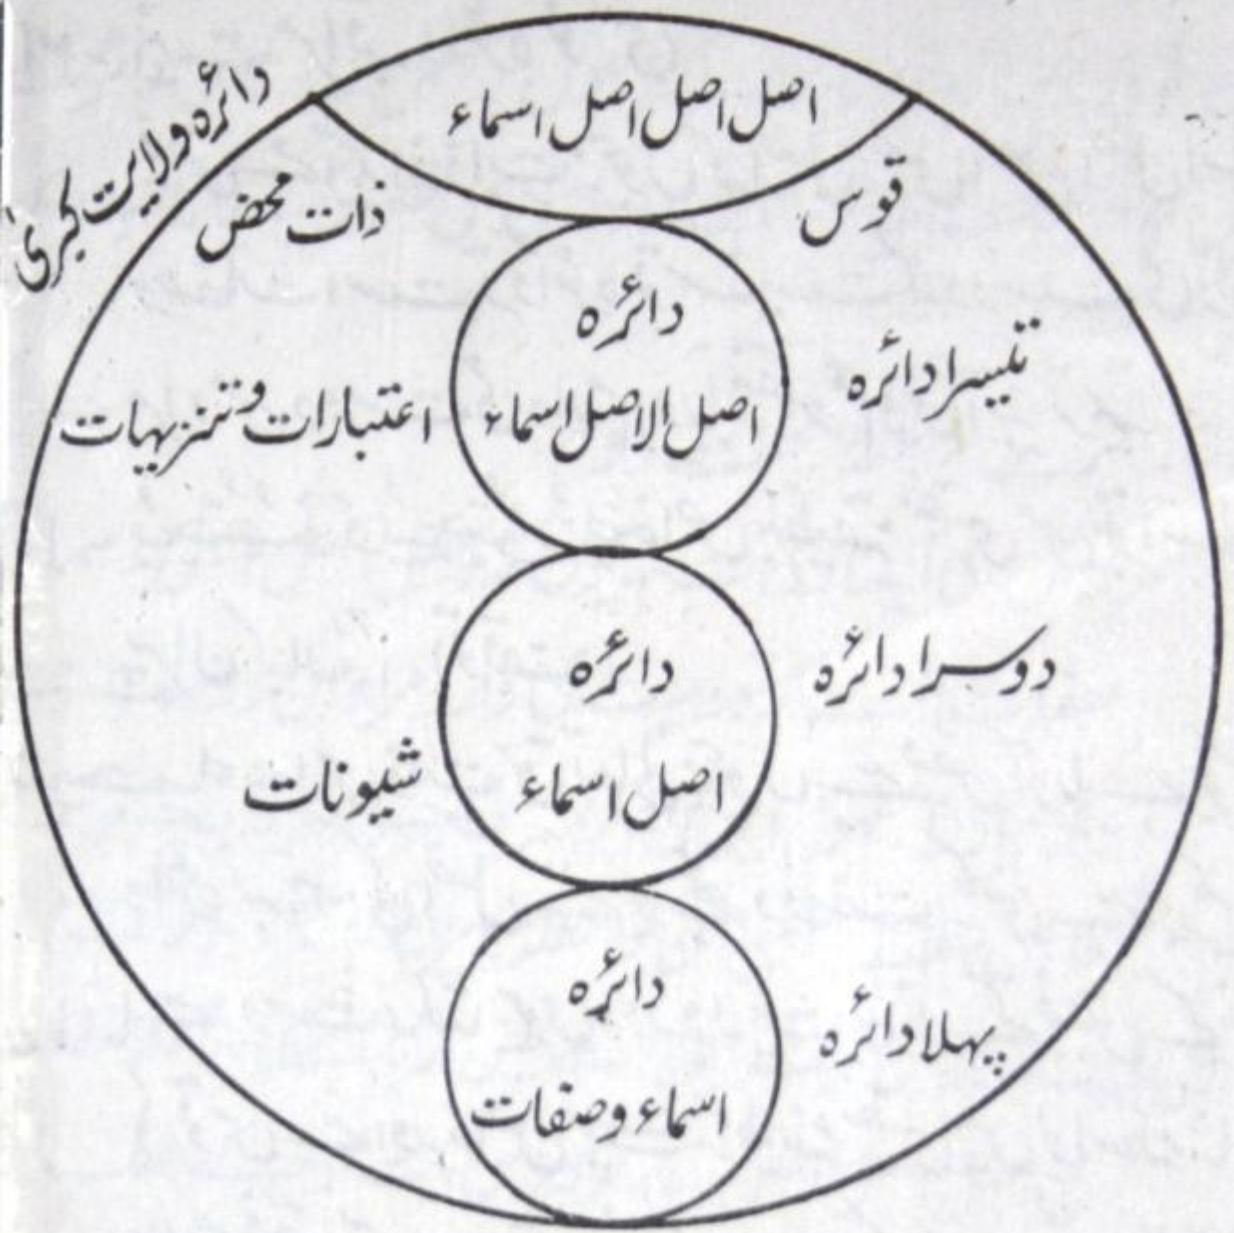 دائرہ ولایت کبریٰ
اصل اصل اصل اسماء
قوس
ذات محض
دائرہ
اصل الاصل اسماء
تیسرا دائرہ
اعتبارات و تنزیہات
دائرہ
اصل اسماء
دوسرا دائرہ
شیونات
دائرہ
اسماء و صفات
پہلا دائرہ